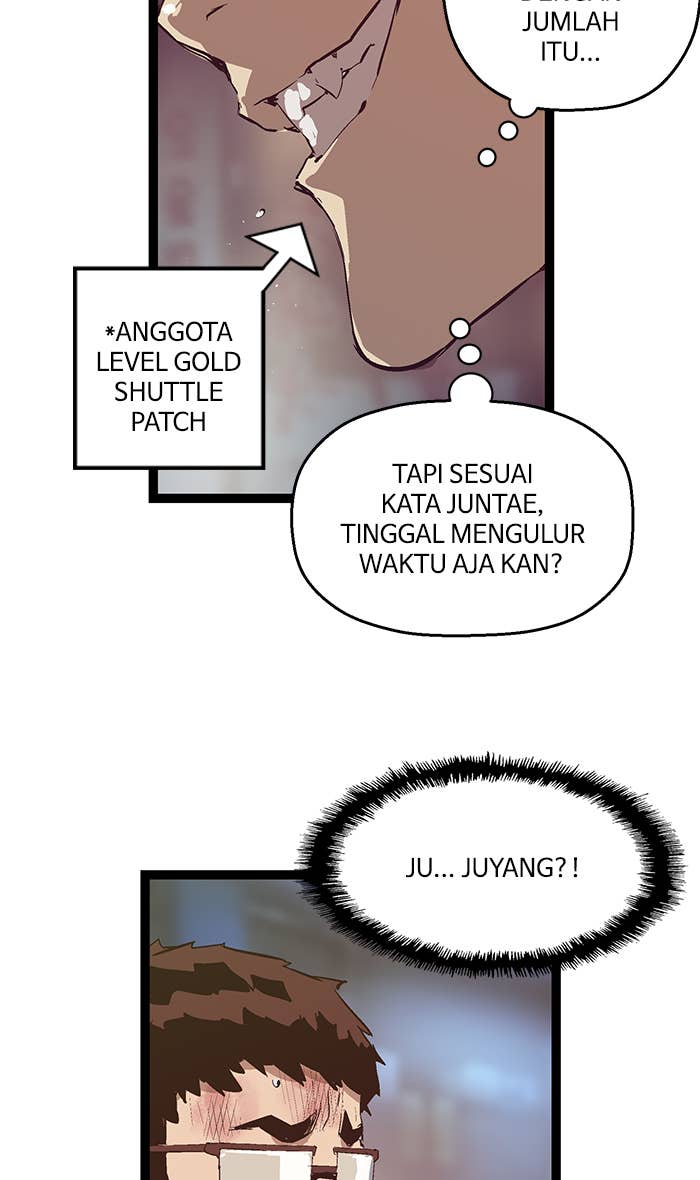 JUMLAH
ITU...
*ANGGOTA
LEVEL GOLD
SHUTTLE
PATCH
TAPI SESUAI
KATA JUNTAE,
TINGGAL MENGULUR
WAKTU AJA KAN?
JU... JUYANG?!